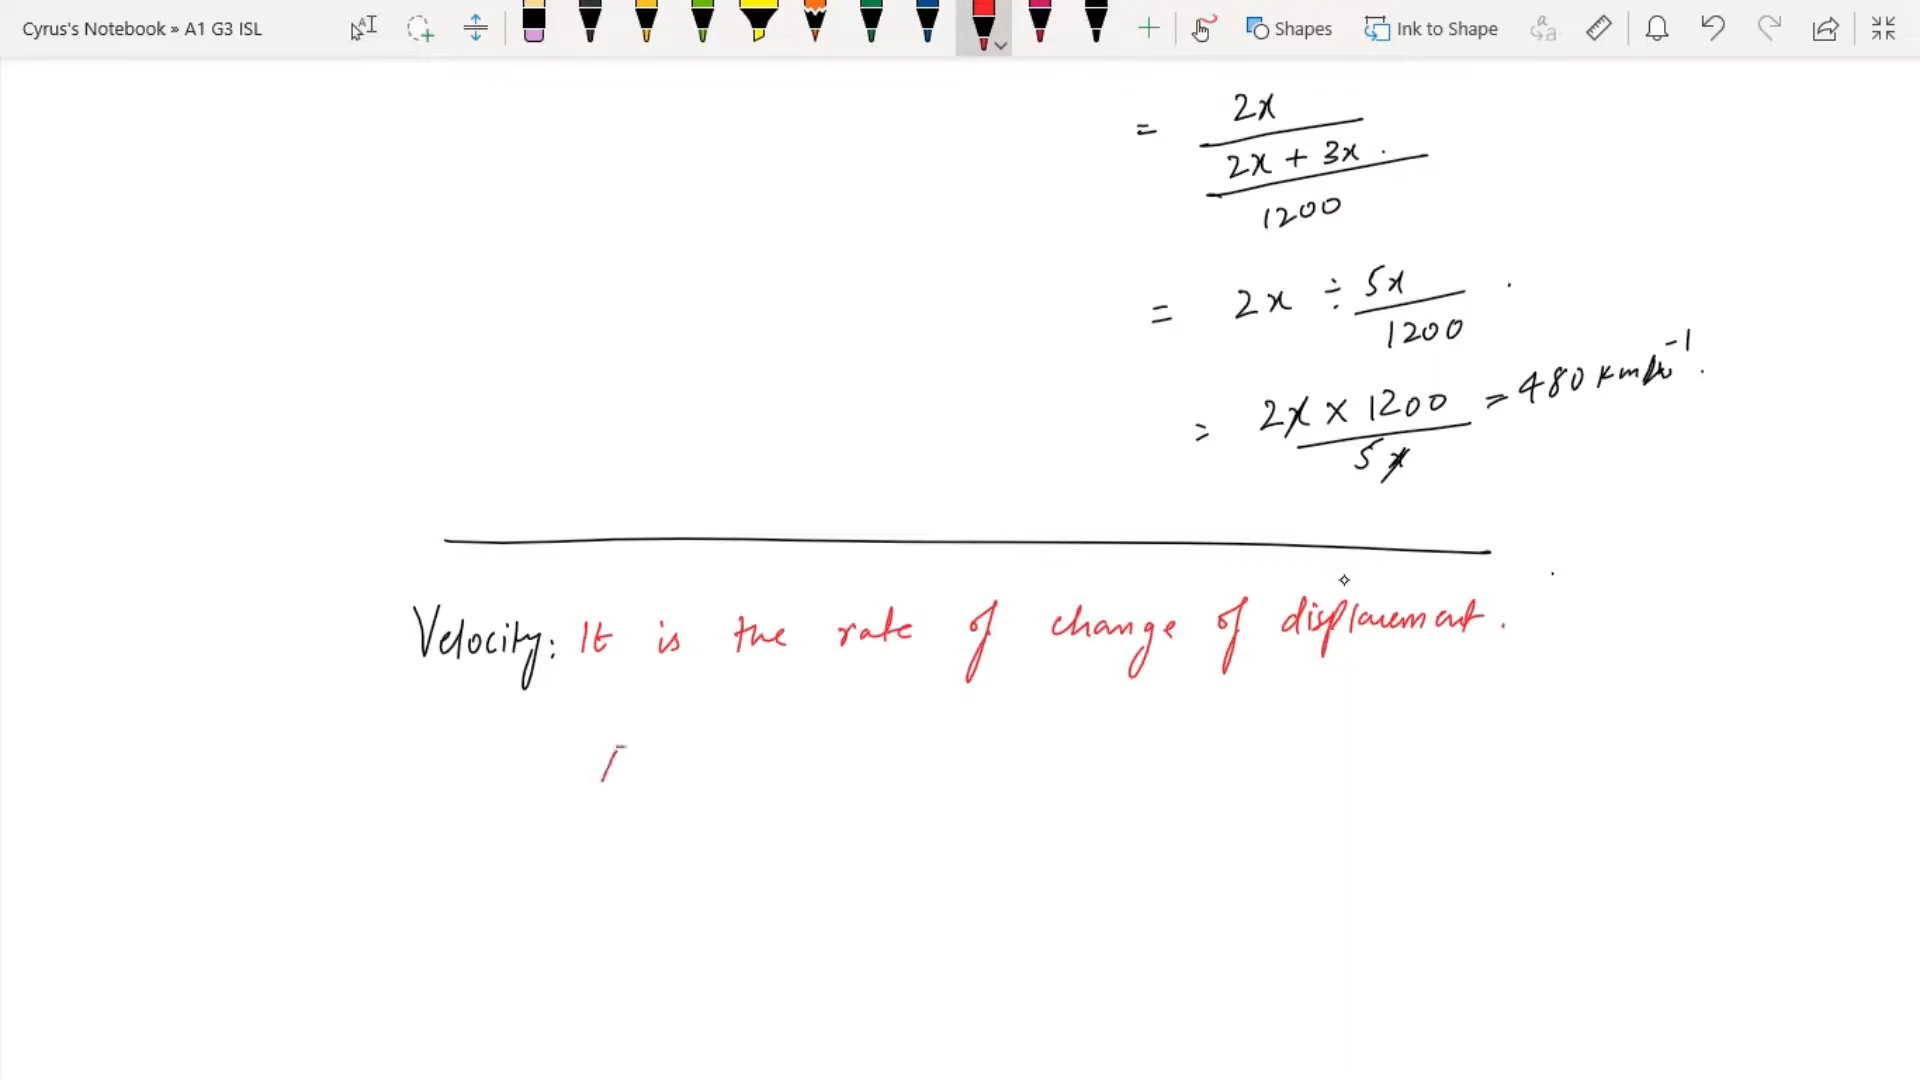 Cyrus's Notebook » A1 G3 ISL
Shapes
Ink to Shape
= 2x
2x + 3x .
1200
= 2x ÷ 5x
1200
= 2x × 1200 = 480 kmh⁻¹.
5x
Velocity: It is the rate of change of displacement.